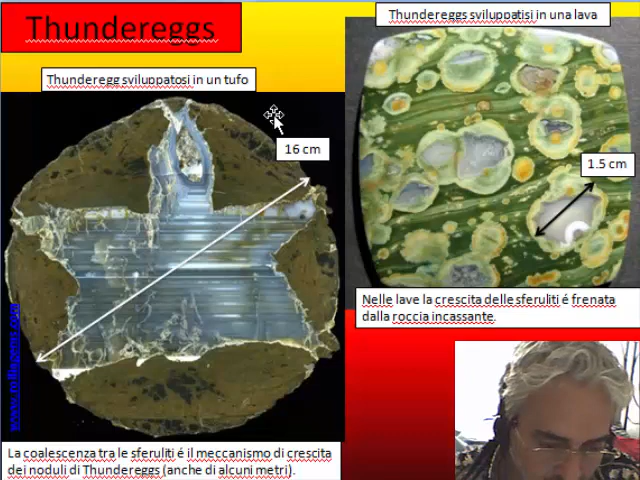 Thundereggs
Thundereggs sviluppatisi in una lava
Thunderegg sviluppatosi in un tufo
16 cm
1.5 cm
Nelle lave la crescita delle sferuliti é frenata
dalla roccia incassante.
La coalescenza tra le sferuliti é il meccanismo di crescita
dei noduli di Thundereggs (anche di alcuni metri).